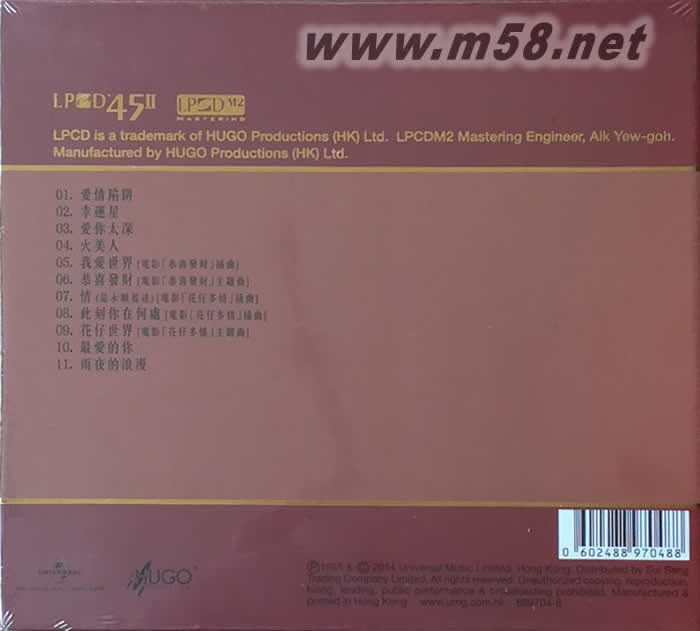 www.m58.net
LPCD'45II LPCD M2
MASTERING
LPCD is a trademark of HUGO Productions (HK) Ltd. LPCDM2 Mastering Engineer, Aik Yew-goh.
Manufactured by HUGO Productions (HK) Ltd.
01. 愛情陷阱
02. 幸運星
03. 愛你太深
04. 火美人
05. 我愛世界 [電影「恭喜發財」插曲]
06. 恭喜發財 [電影「恭喜發財」主題曲]
07. 情 [電影「花仔多情」插曲]
08. 此刻你在何處 [電影「花仔多情」插曲]
09. 花仔世界 [電影「花仔多情」主題曲]
10. 最愛的你
11. 雨夜的浪漫
0 602488 970488
UNIVERSAL
HUGO
Ⓟ 1985 & © 2014 Universal Music Limited. Hong Kong. Distributed by Sui Seng
Trading Company Limited. All rights reserved. Unauthorized copying, reproduction,
hiring, lending, public performance & broadcasting prohibited. Manufactured &
printed in Hong Kong www.umg.com.hk 889704-8